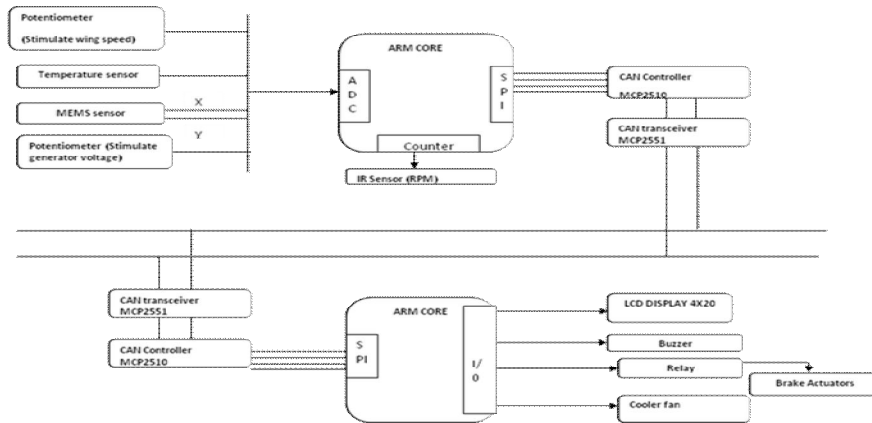 Potentiometer
(Stimulate wing speed)
Temperature sensor
X
MEMS sensor
Y
Potentiometer (Stimulate
generator voltage)
ARM CORE
A
D
C
S
P
I
Counter
IR Sensor (RPM)
CAN Controller
MCP2510
CAN transceiver
MCP2551
CAN transceiver
MCP2551
CAN Controller
MCP2510
ARM CORE
S
PI
I/
0
LCD DISPLAY 4X20
Buzzer
Relay
Brake Actuators
Cooler fan